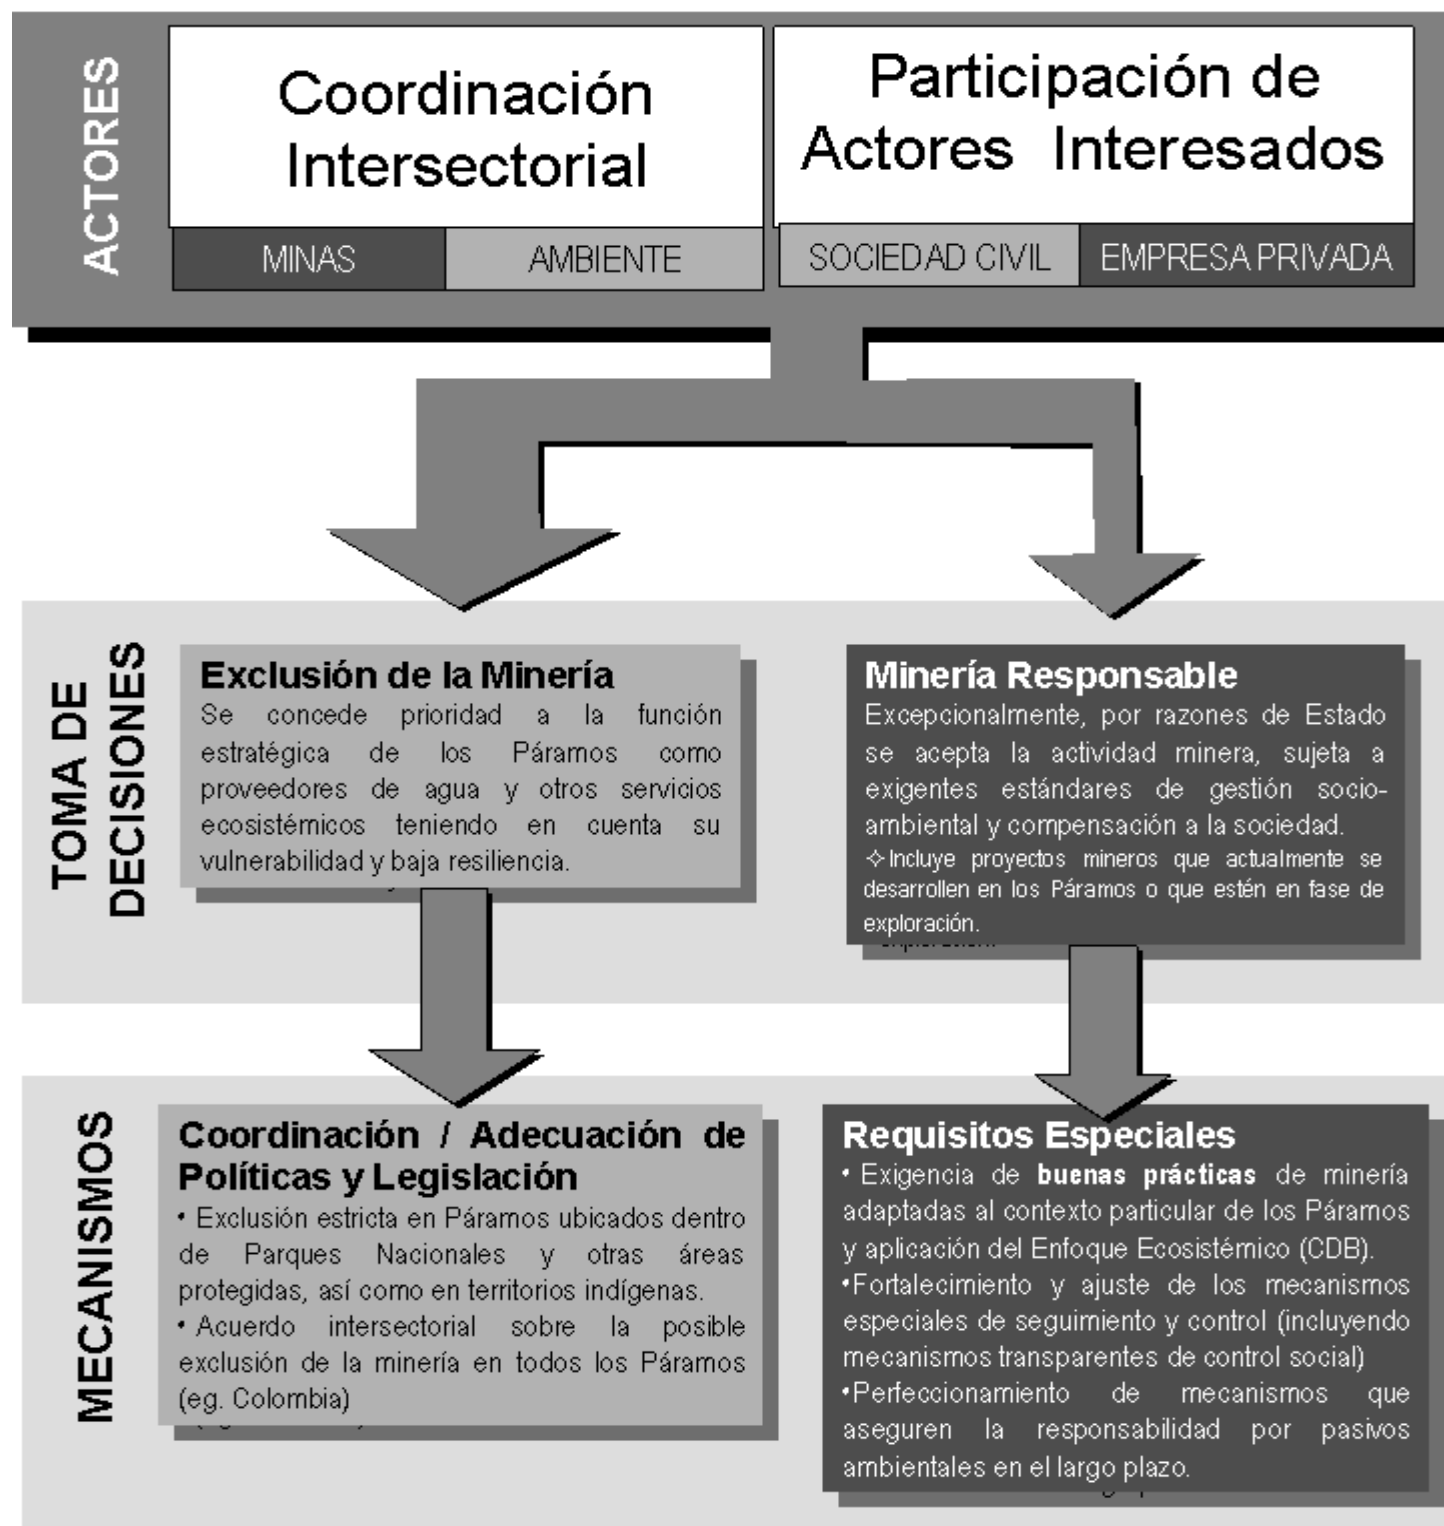 ACTORES
Coordinación
Intersectorial
Participación de
Actores Interesados
MINAS
AMBIENTE
SOCIEDAD CIVIL
EMPRESA PRIVADA
TOMA DE
DECISIONES
Exclusión de la Minería
Se concede prioridad a la función
estratégica de los Páramos como
proveedores de agua y otros servicios
ecosistémicos teniendo en cuenta su
vulnerabilidad y baja resiliencia.
Minería Responsable
Excepcionalmente, por razones de Estado
se acepta la actividad minera, sujeta a
exigentes estándares de gestión socio-
ambiental y compensación a la sociedad.
✧Incluye proyectos mineros que actualmente se
desarrollen en los Páramos o que estén en fase de
exploración.
MECANISMOS
Coordinación / Adecuación de
Políticas y Legislación
• Exclusión estricta en Páramos ubicados dentro
de Parques Nacionales y otras áreas
protegidas, así como en territorios indígenas.
• Acuerdo intersectorial sobre la posible
exclusión de la minería en todos los Páramos
(eg. Colombia)
Requisitos Especiales
• Exigencia de buenas prácticas de minería
adaptadas al contexto particular de los Páramos
y aplicación del Enfoque Ecosistémico (CDB).
•Fortalecimiento y ajuste de los mecanismos
especiales de seguimiento y control (incluyendo
mecanismos transparentes de control social)
•Perfeccionamiento de mecanismos que
aseguren la responsabilidad por pasivos
ambientales en el largo plazo.